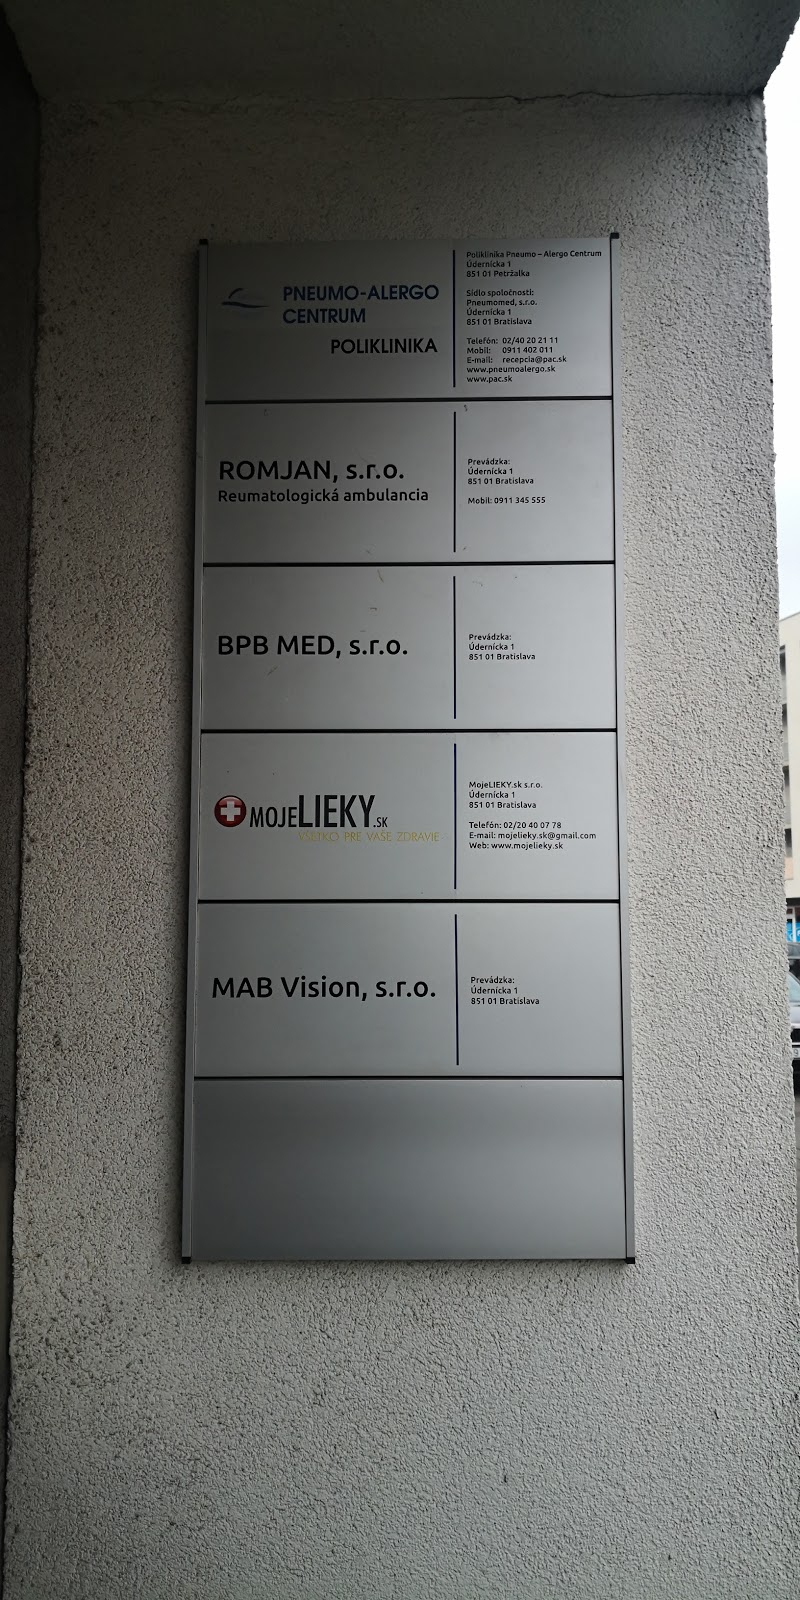 PNEUMO-ALERGO
CENTRUM
POLIKLINIKA
Poliklinika Pneumo – Alergo Centrum
Údernícka 1
851 01 Petržalka
Sídlo spoločnosti:
Pneumomed, s.r.o.
Údernícka 1
851 01 Bratislava
Telefón: 02/40 20 21 11
Mobil: 0911 402 011
E-mail: recepcia@pac.sk
www.pneumoalergo.sk
www.pac.sk
ROMJAN, s.r.o.
Reumatologická ambulancia
Prevádzka:
Údernícka 1
851 01 Bratislava
Mobil: 0911 345 555
BPB MED, s.r.o.
Prevádzka:
Údernícka 1
851 01 Bratislava
MOJELIEKY.SK
VŠETKO PRE VAŠE ZDRAVIE
MojeLIEKY.sk s.r.o.
Údernícka 1
851 01 Bratislava
Telefón: 02/20 40 07 78
E-mail: mojelieky.sk@gmail.com
Web: www.mojelieky.sk
MAB Vision, s.r.o.
Prevádzka:
Údernícka 1
851 01 Bratislava